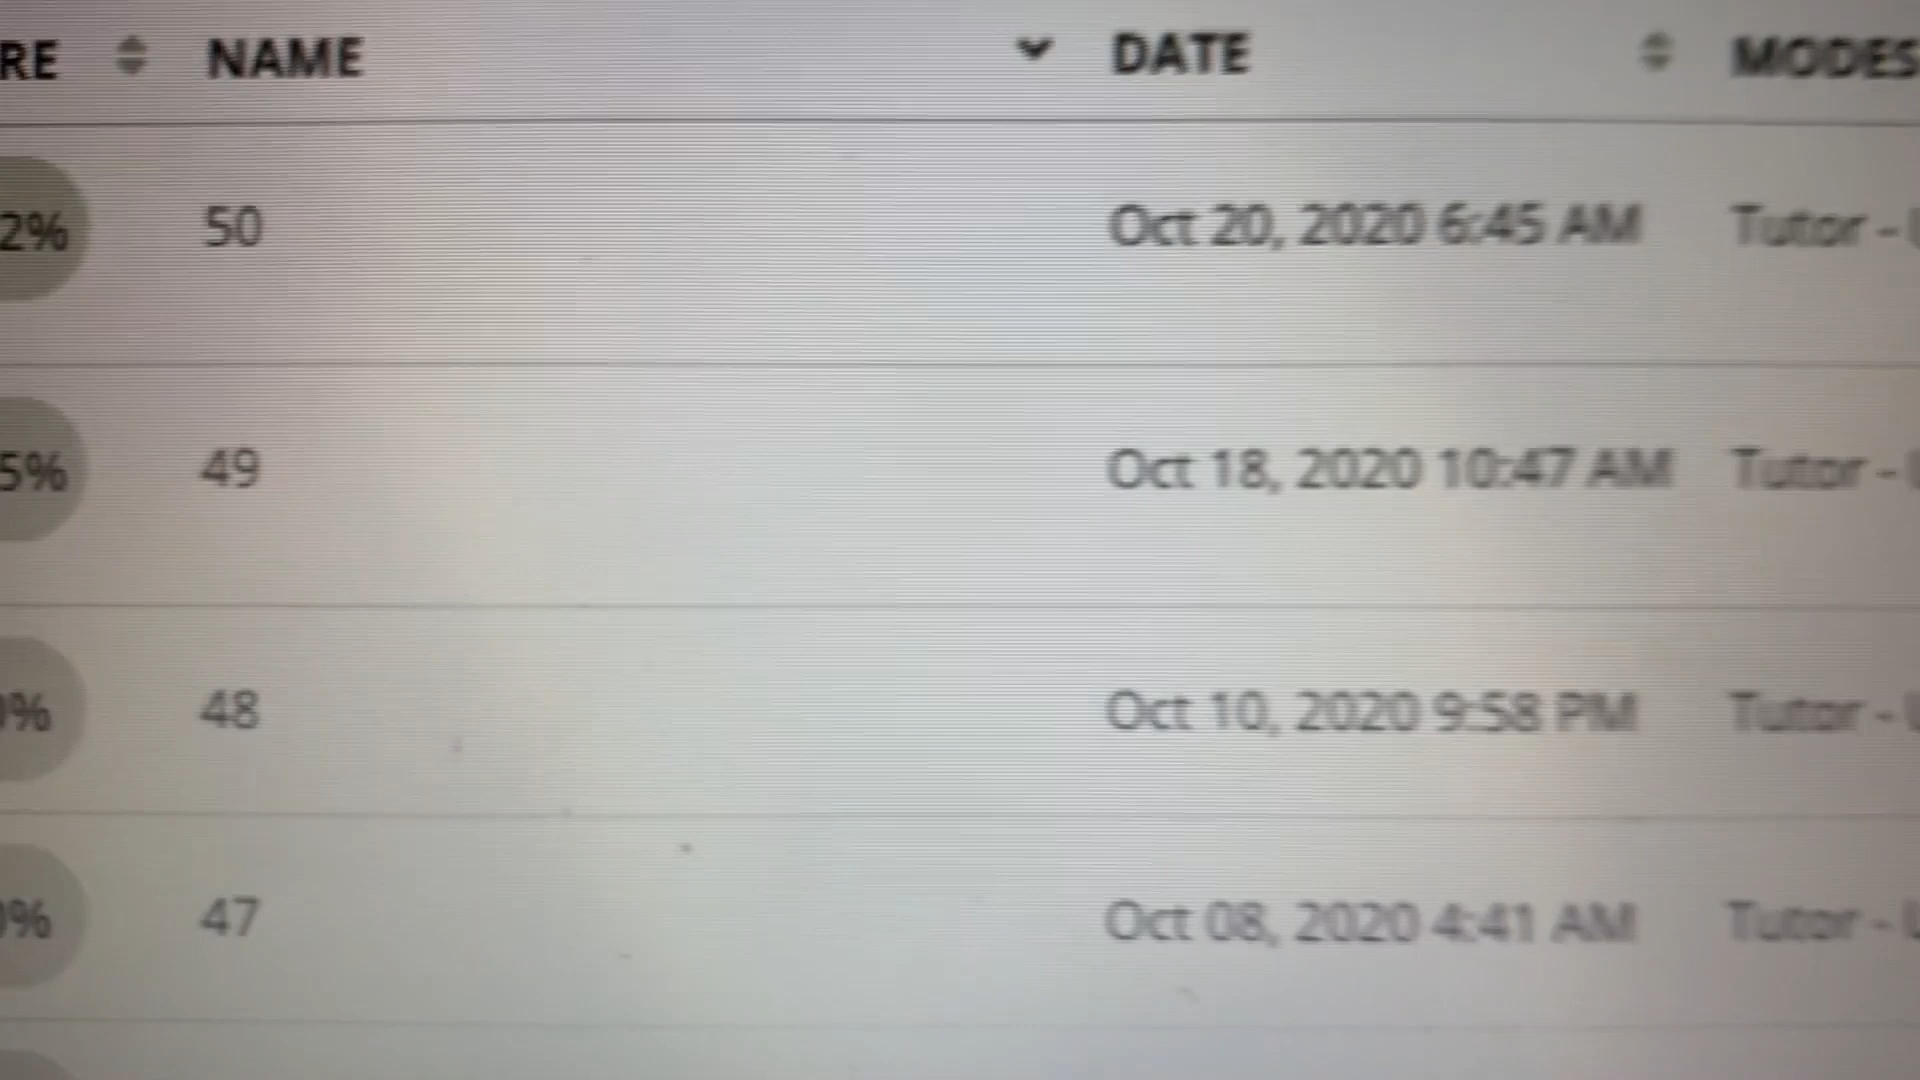 RE NAME DATE MODES
2% 50 Oct 20, 2020 6:45 AM Tutor -
5% 49 Oct 18, 2020 10:47 AM Tutor -
% 48 Oct 10, 2020 9:58 PM Tutor -
% 47 Oct 08, 2020 4:41 AM Tutor -